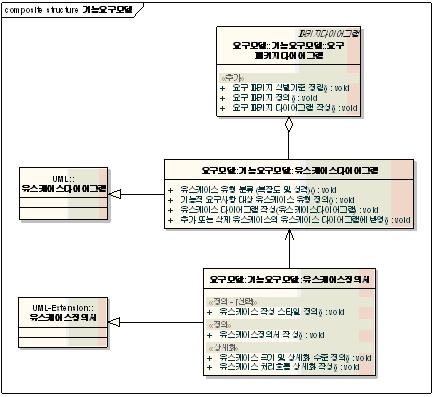 composite structure 기능요구모델
패키지다이어그램
요구모델::기능요구모델::요구
패키지다이어그램
«추가»
+ 요구 패키지 식별기준 정립() : void
+ 요구 패키지 정의() : void
+ 요구 패키지 다이어그램 작성() : void
UML::
유스케이스다이어그램
요구모델::기능요구모델::유스케이스다이어그램
+ 유스케이스 유형 분류 (복잡도 및 성격)() : void
+ 기능적 요구사항 대상 유스케이스 유형 정의() : void
+ 유스케이스 다이어그램 작성(유스케이스다이어그램) : void
+ 추가 또는 삭제 유스케이스의 유스케이스 다이어그램에 반영() : void
UML-Extension::
유스케이스정의서
요구모델::기능요구모델::유스케이스정의서
«정의 - [선택]»
+ 유스케이스 작성 스타일 정의() : void
«정의»
+ 유스케이스정의서 작성() : void
«상세화»
+ 유스케이스 크기 및 상세화 수준 정의() : void
+ 유스케이스 처리흐름 상세화 작성() : void